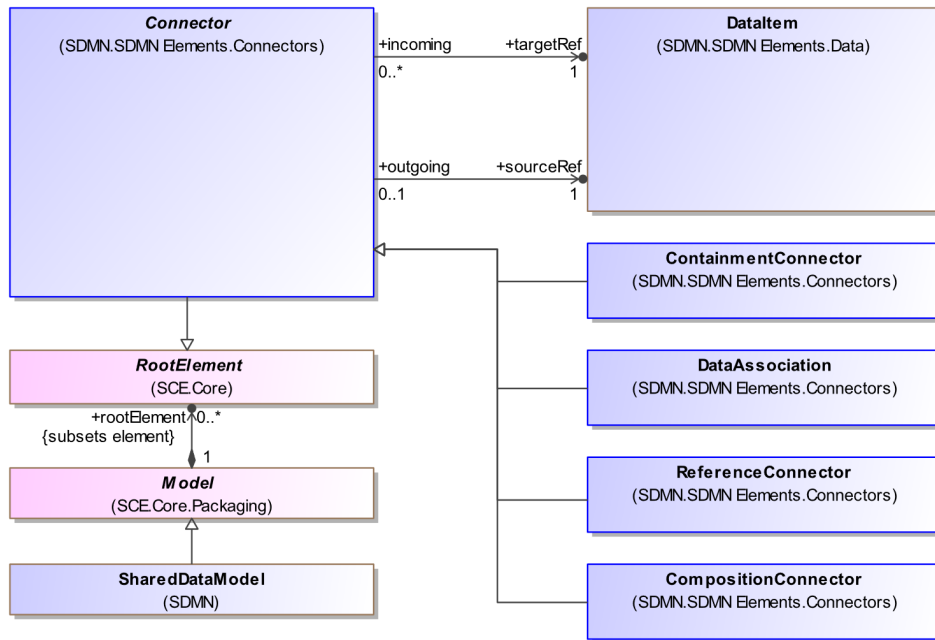 Connector
(SDMN.SDMN Elements.Connectors)
+incoming
+targetRef
0..*
1
+outgoing
+sourceRef
0..1
1
DataItem
(SDMN.SDMN Elements.Data)
ContainmentConnector
(SDMN.SDMN Elements.Connectors)
DataAssociation
(SDMN.SDMN Elements.Connectors)
ReferenceConnector
(SDMN.SDMN Elements.Connectors)
CompositionConnector
(SDMN.SDMN Elements.Connectors)
RootElement
(SCE.Core)
+rootElement 0..*
{subsets element}
1
Model
(SCE.Core.Packaging)
SharedDataModel
(SDMN)